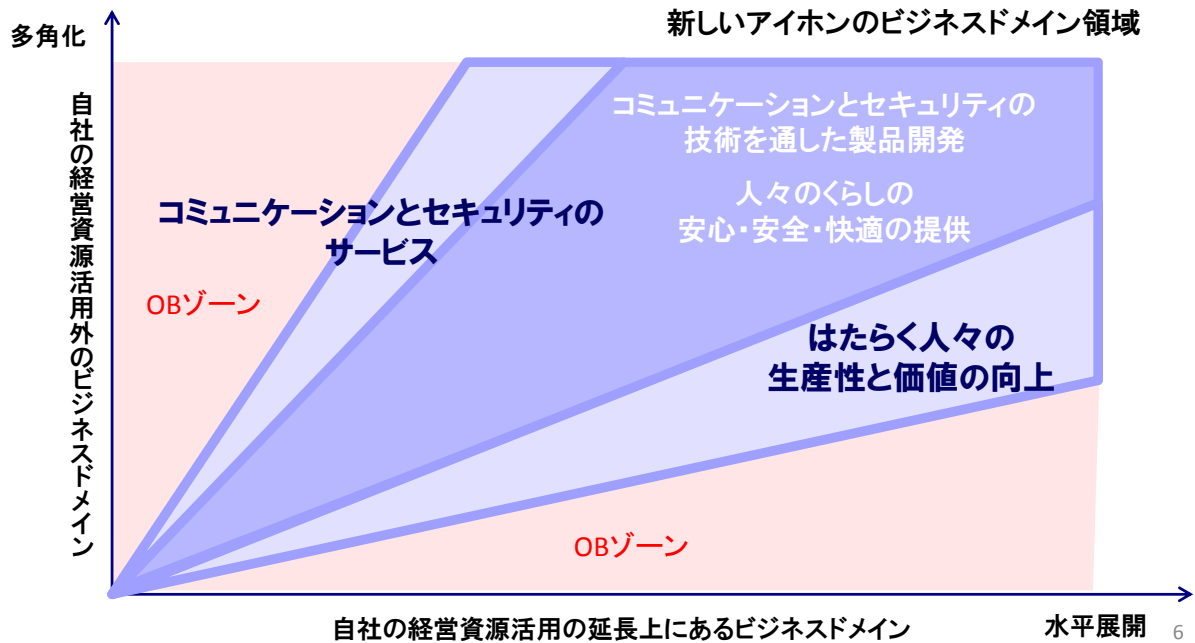 新しいアイホンのビジネスドメイン領域
多角化
自社の経営資源活用外のビジネスドメイン
コミュニケーションとセキュリティの
技術を通した製品開発
人々のくらしの
安心・安全・快適の提供
コミュニケーションとセキュリティの
サービス
OBゾーン
はたらく人々の
生産性と価値の向上
OBゾーン
自社の経営資源活用の延長上にあるビジネスドメイン
水平展開
6